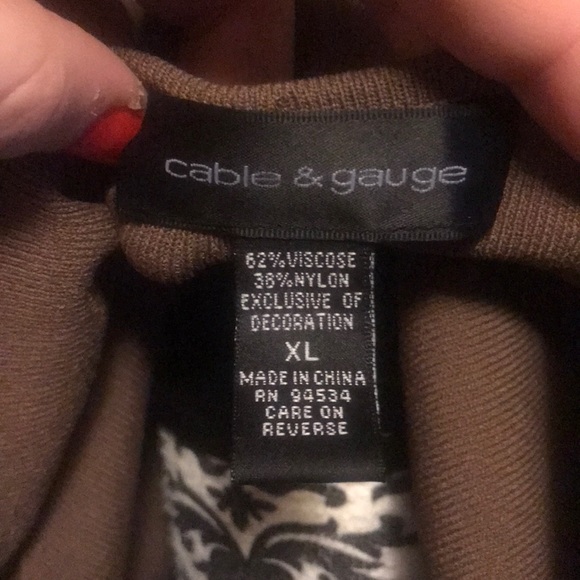 cable & gauge
62%VISCOSE
38%NYLON
EXCLUSIVE OF
DECORATION
XL
MADE IN CHINA
RN 94534
CARE ON
REVERSE